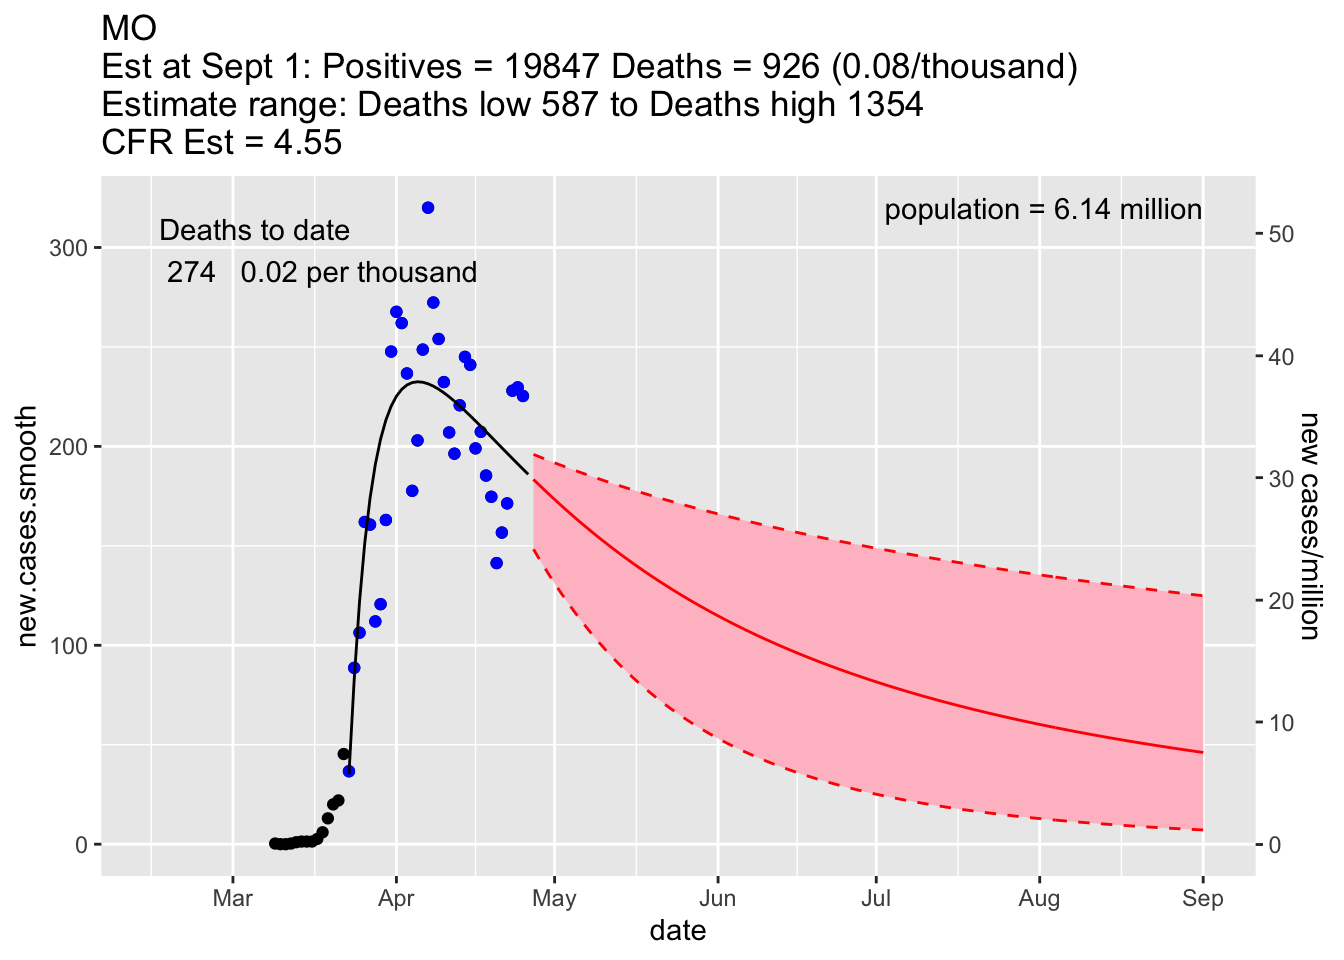 MO
Est at Sept 1: Positives = 19847 Deaths = 926 (0.08/thousand)
Estimate range: Deaths low 587 to Deaths high 1354
CFR Est = 4.55
population = 6.14 million
Deaths to date
274 0.02 per thousand
300
200
100
0
new.cases.smooth
50
40
30
20
10
0
new cases/million
Mar Apr May Jun Jul Aug Sep
date